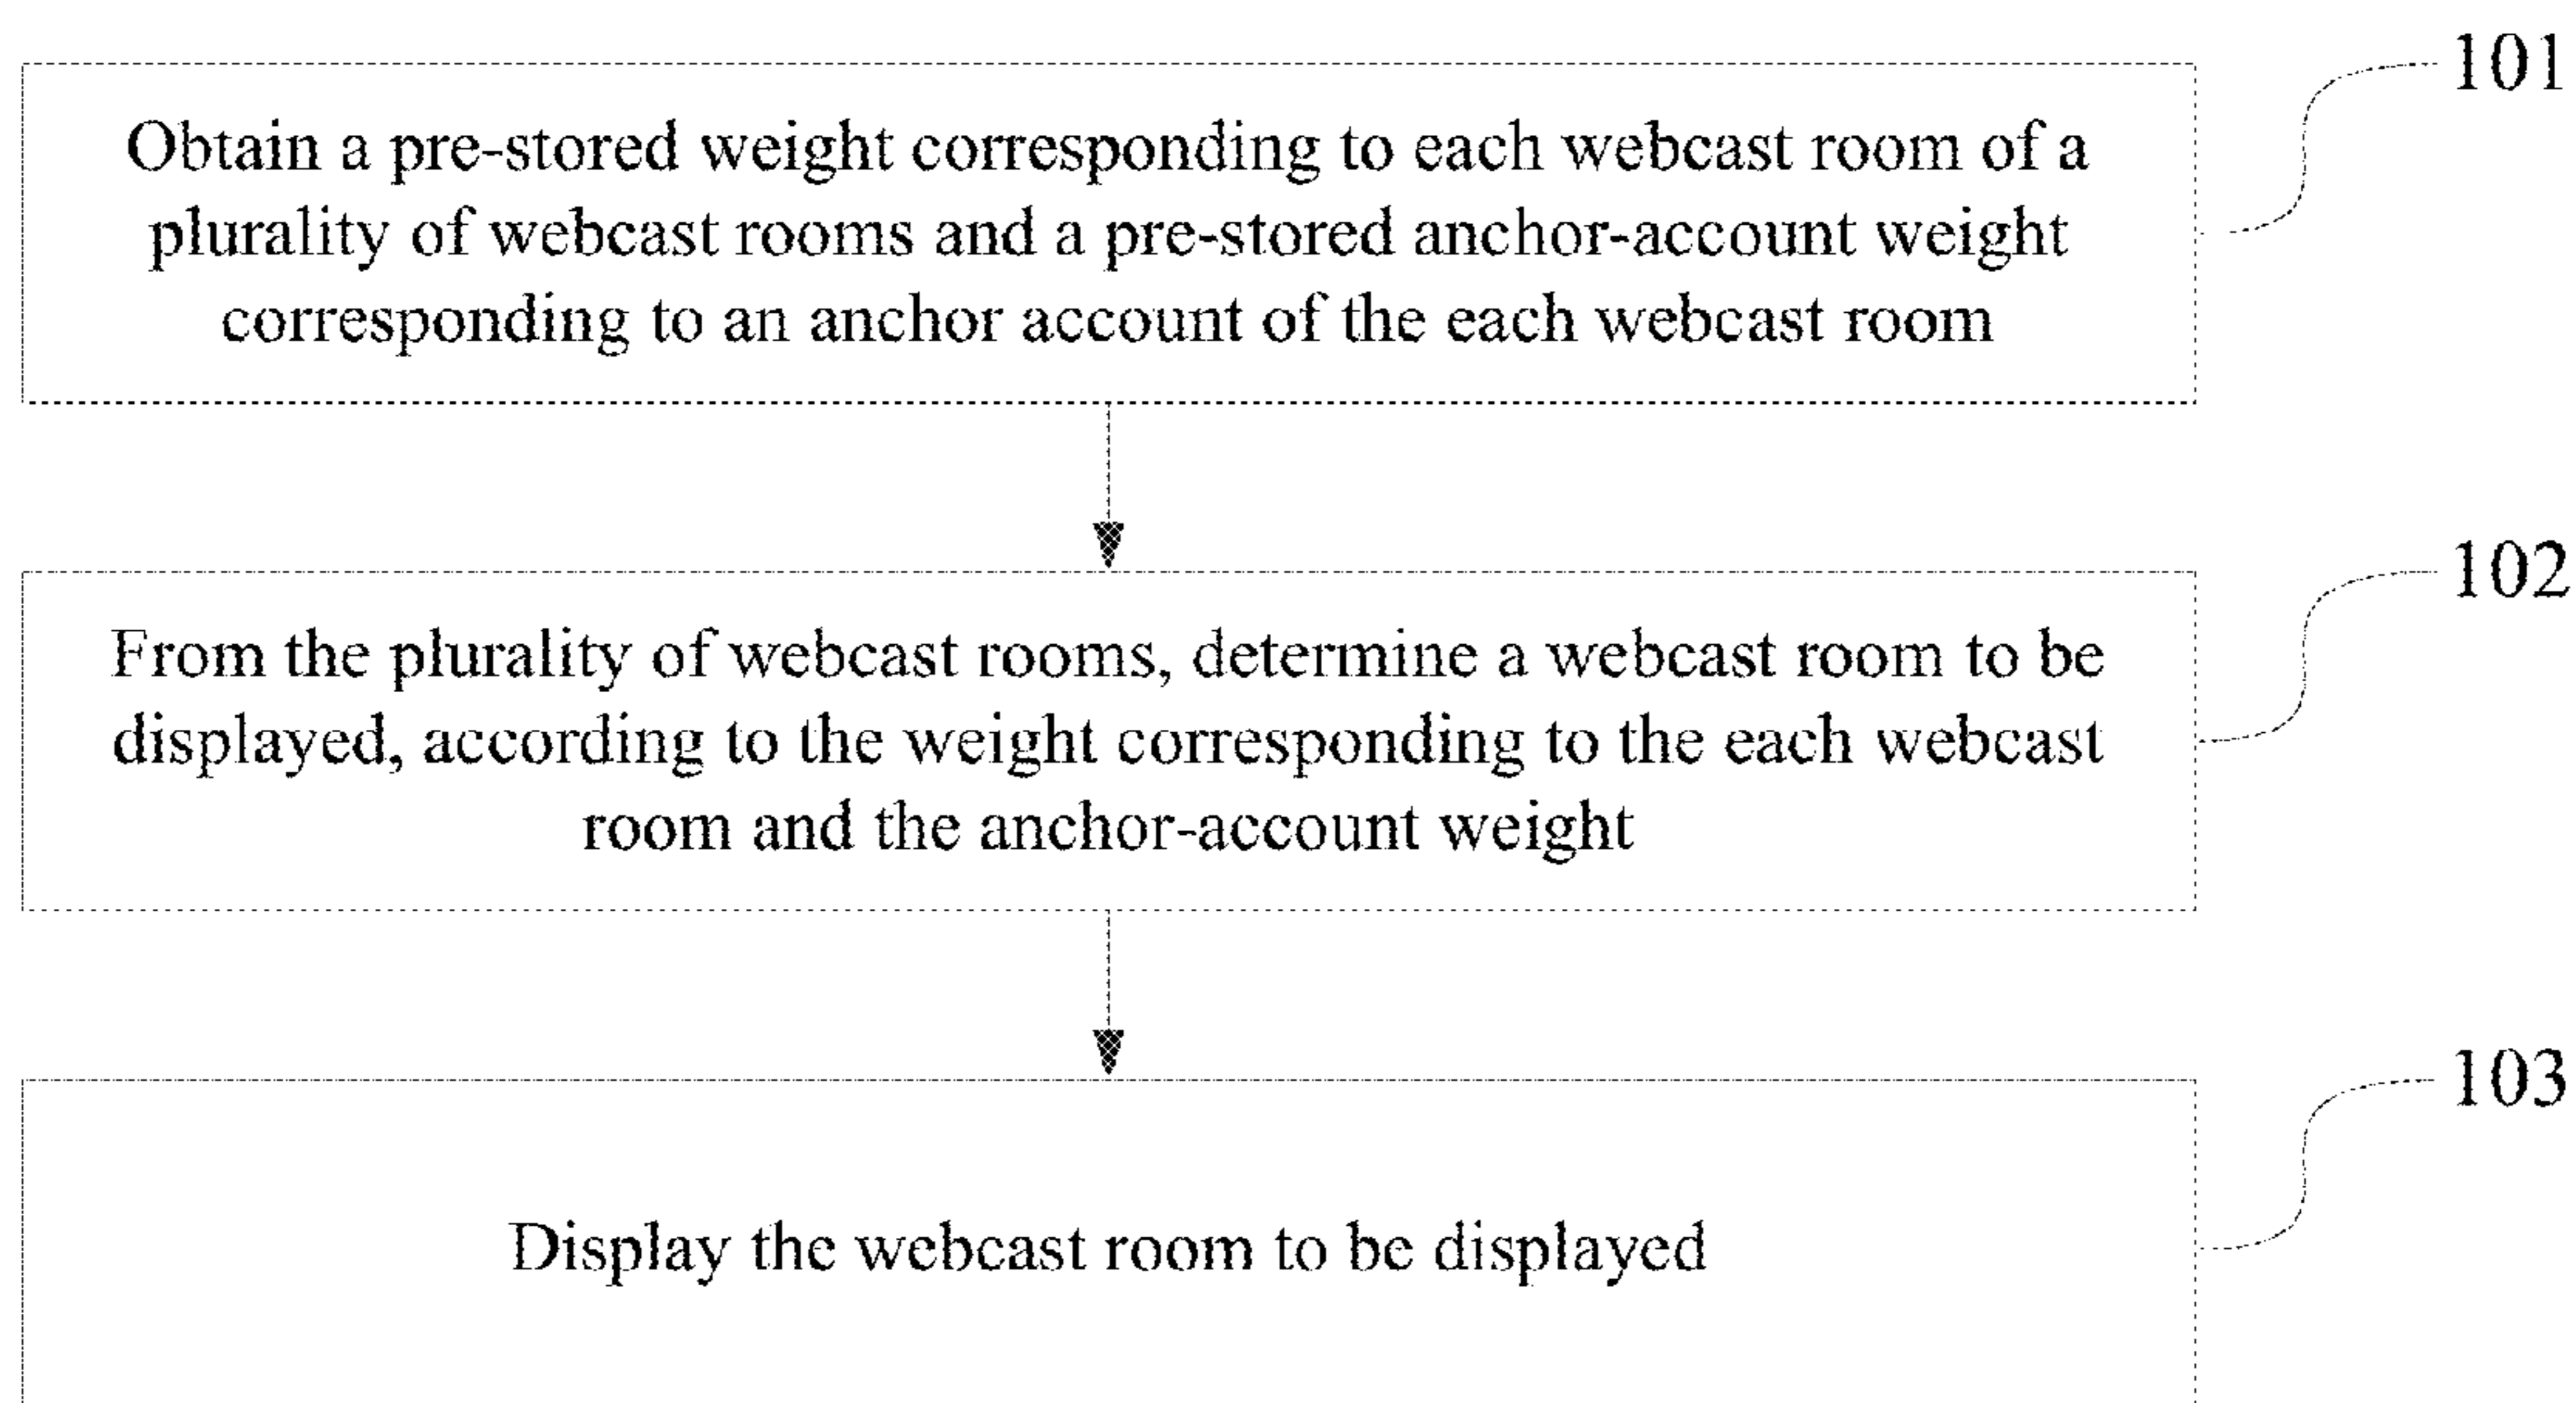 101
Obtain a pre-stored weight corresponding to each webcast room of a
plurality of webcast rooms and a pre-stored anchor-account weight
corresponding to an anchor account of the each webcast room
102
From the plurality of webcast rooms, determine a webcast room to be
displayed, according to the weight corresponding to the each webcast
room and the anchor-account weight
103
Display the webcast room to be displayed